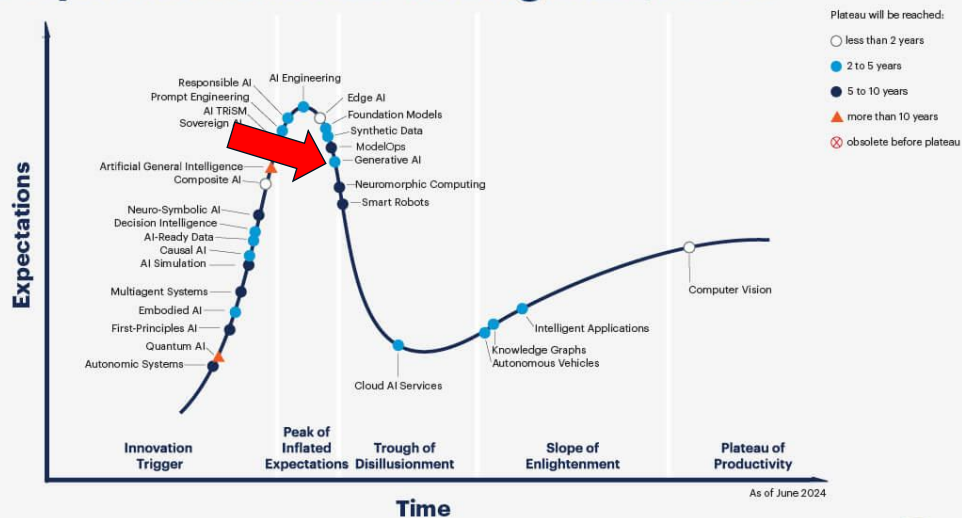 Plateau will be reached:
less than 2 years
2 to 5 years
5 to 10 years
more than 10 years
obsolete before plateau
AI Engineering
Responsible AI
Prompt Engineering
AI TRiSM
Sovereign AI
Edge AI
Foundation Models
Synthetic Data
ModelOps
Generative AI
Artificial General Intelligence
Composite AI
Neuromorphic Computing
Smart Robots
Neuro-Symbolic AI
Decision Intelligence
AI-Ready Data
Causal AI
AI Simulation
Multiagent Systems
Embodied AI
First-Principles AI
Quantum AI
Autonomic Systems
Computer Vision
Intelligent Applications
Knowledge Graphs
Autonomous Vehicles
Cloud AI Services
Expectations
Innovation
Trigger
Peak of
Inflated
Expectations
Trough of
Disillusionment
Slope of
Enlightenment
Plateau of
Productivity
As of June 2024
Time